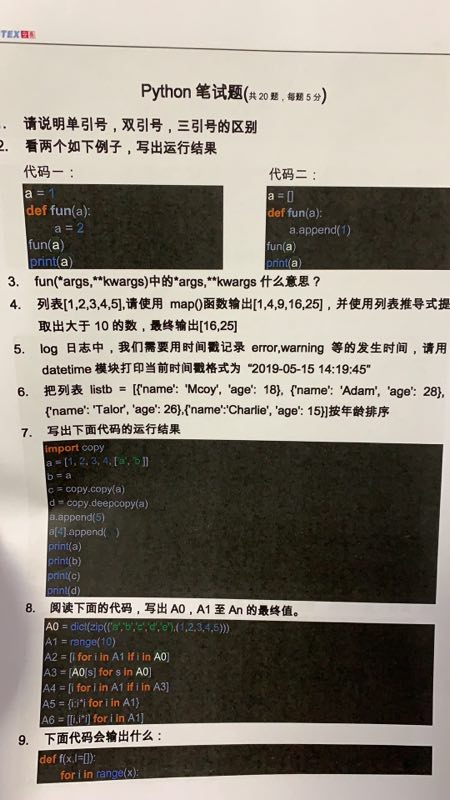 TEX
Python 笔试题(共 20 题，每题 5 分)
. 请说明单引号，双引号，三引号的区别
2. 看两个如下例子，写出运行结果
代码一：
a = 1
def fun(a):
a = 2
fun(a)
print(a)
代码二：
a = []
def fun(a):
a.append(1)
fun(a)
print(a)
3. fun(*args,**kwargs)中的*args,**kwargs 什么意思？
4. 列表[1,2,3,4,5],请使用 map()函数输出[1,4,9,16,25]，并使用列表推导式提
取出大于 10 的数，最终输出[16,25]
5. log 日志中，我们需要用时间戳记录 error,warning 等的发生时间，请用
datetime 模块打印当前时间戳格式为 “2019-05-15 14:19:45”
6. 把列表 listb = [{'name': 'Mcoy', 'age': 18}, {'name': 'Adam', 'age': 28},
{'name': 'Talor', 'age': 26},{'name':'Charlie', 'age': 15}]按年龄排序
7. 写出下面代码的运行结果
import copy
a = [1, 2, 3, 4, ['a', 'b']]
b = a
c = copy.copy(a)
d = copy.deepcopy(a)
a.append(5)
a[4].append( )
print(a)
print(b)
print(c)
print(d)
8. 阅读下面的代码，写出 A0，A1 至 An 的最终值。
A0 = dict(zip(('a','b','c','d','e'),(1,2,3,4,5)))
A1 = range(10)
A2 = [i for i in A1 if i in A0]
A3 = [A0[s] for s in A0]
A4 = [i for i in A1 if i in A3]
A5 = {i:i*i for i in A1}
A6 = [[i,i*i] for i in A1]
9. 下面代码会输出什么：
def f(x,l=[]):
for i in range(x):